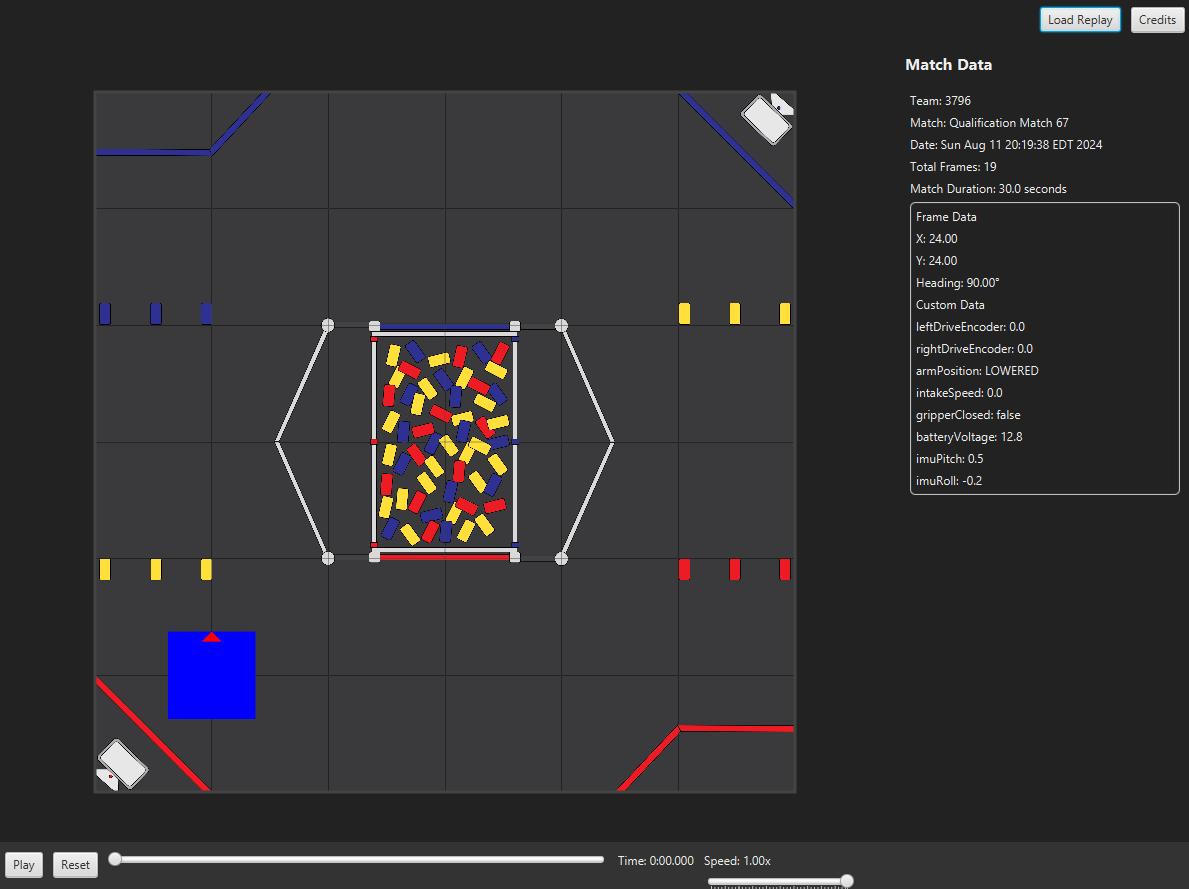 Load Replay
Credits
Match Data
Team: 3796
Match: Qualification Match 67
Date: Sun Aug 11 20:19:38 EDT 2024
Total Frames: 19
Match Duration: 30.0 seconds
Frame Data
X: 24.00
Y: 24.00
Heading: 90.00°
Custom Data
leftDriveEncoder: 0.0
rightDriveEncoder: 0.0
armPosition: LOWERED
intakeSpeed: 0.0
gripperClosed: false
batteryVoltage: 12.8
imuPitch: 0.5
imuRoll: -0.2
Play
Reset
Time: 0:00.000
Speed: 1.00x